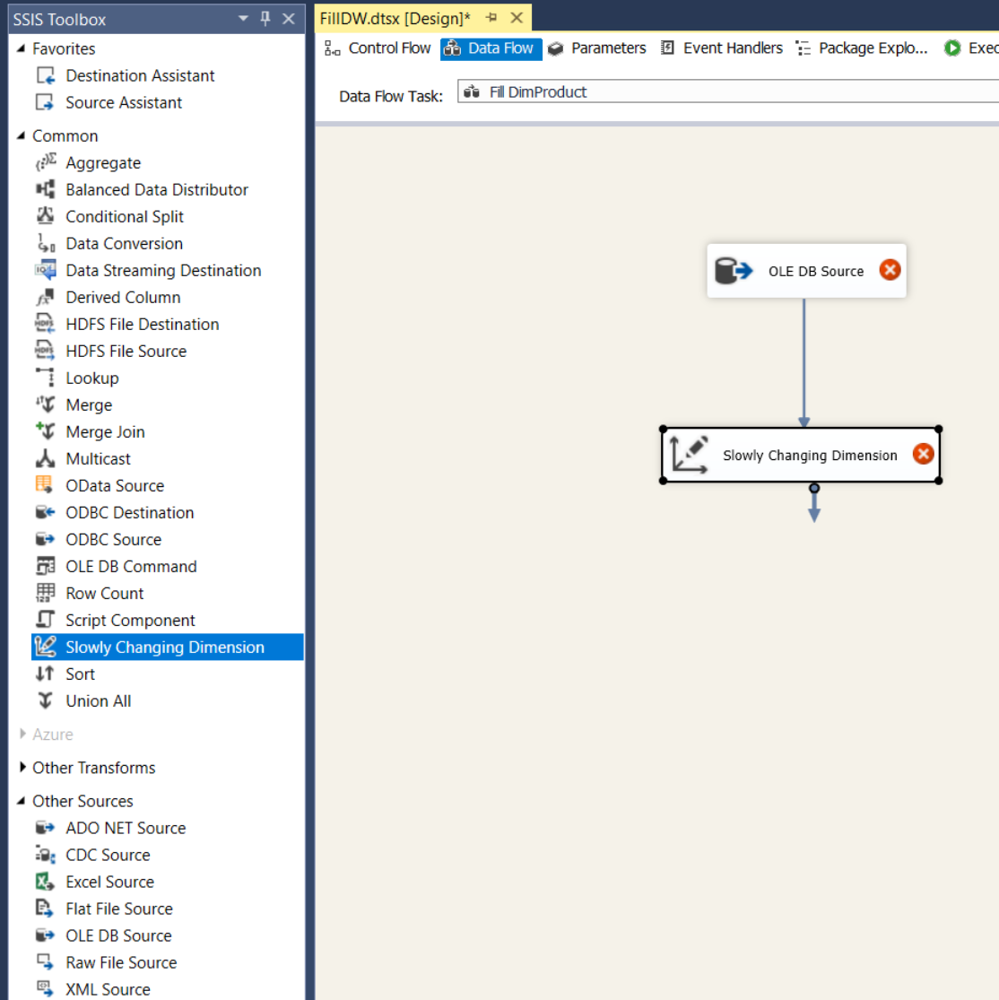 SSIS Toolbox
Favorites
Destination Assistant
Source Assistant
Common
Aggregate
Balanced Data Distributor
Conditional Split
Data Conversion
Data Streaming Destination
Derived Column
HDFS File Destination
HDFS File Source
Lookup
Merge
Merge Join
Multicast
OData Source
ODBC Destination
ODBC Source
OLE DB Command
Row Count
Script Component
Slowly Changing Dimension
Sort
Union All
Azure
Other Transforms
Other Sources
ADO NET Source
CDC Source
Excel Source
Flat File Source
OLE DB Source
Raw File Source
XML Source
FillDW.dtsx [Design]*
Control Flow Data Flow Parameters Event Handlers Package Explo... Exec
Data Flow Task: Fill DimProduct
OLE DB Source
Slowly Changing Dimension